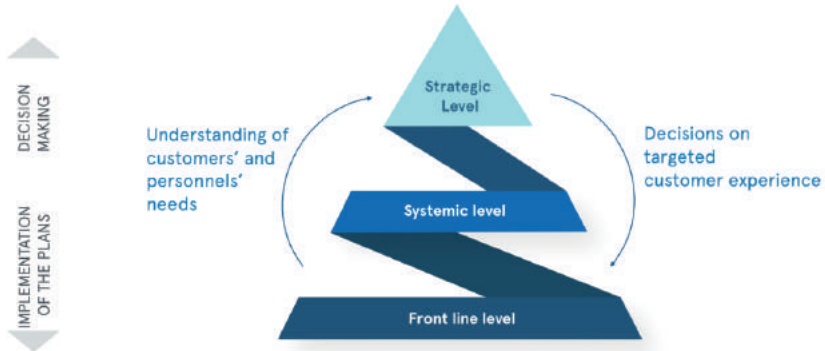 DECISION
MAKING
IMPLEMENTATION
OF THE PLANS
Understanding of
customers’ and
personnels’
needs
Strategic
Level
Systemic level
Front line level
Decisions on
targeted
customer experience